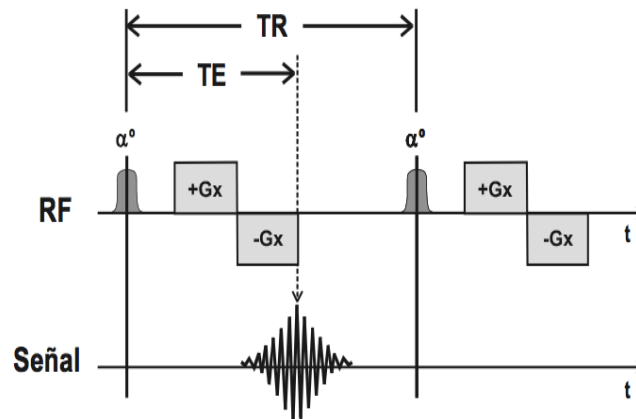 TR
TE
α° α°
+Gx +Gx
RF
-Gx -Gx
t
Señal
t